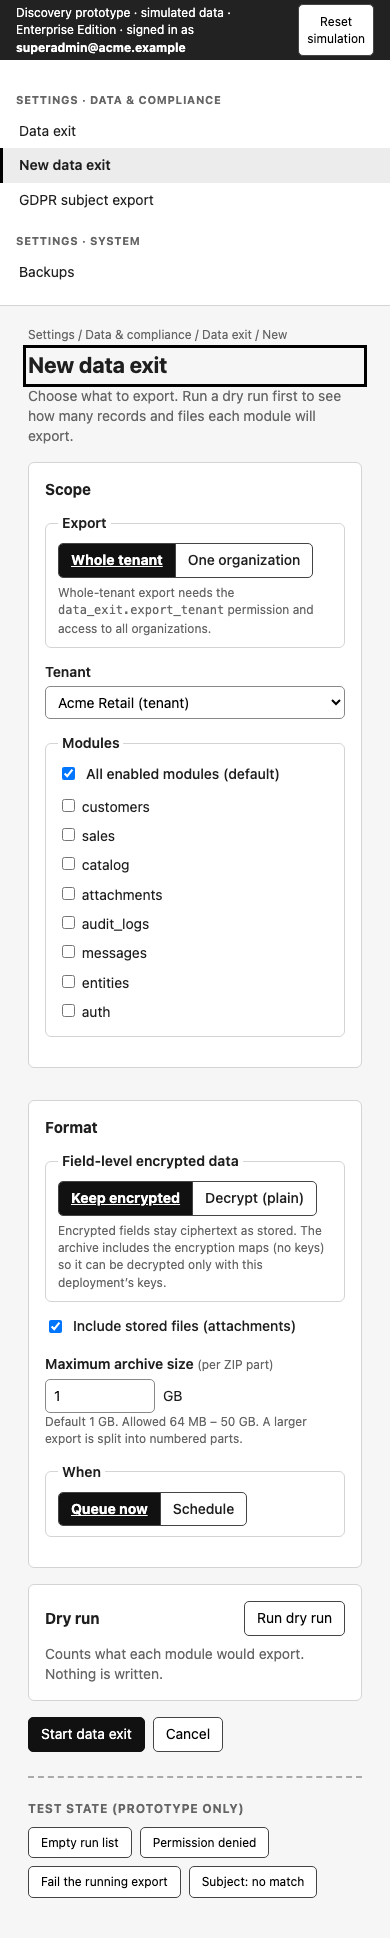 Discovery prototype · simulated data ·
Enterprise Edition · signed in as
superadmin@acme.example
Reset
simulation
SETTINGS · DATA & COMPLIANCE
Data exit
New data exit
GDPR subject export
SETTINGS · SYSTEM
Backups
Settings / Data & compliance / Data exit / New
New data exit
Choose what to export. Run a dry run first to see
how many records and files each module will
export.
Scope
Export
Whole tenant
One organization
Whole-tenant export needs the
data_exit.export_tenant permission and
access to all organizations.
Tenant
Acme Retail (tenant)
Modules
All enabled modules (default)
customers
sales
catalog
attachments
audit_logs
messages
entities
auth
Format
Field-level encrypted data
Keep encrypted
Decrypt (plain)
Encrypted fields stay ciphertext as stored. The
archive includes the encryption maps (no keys)
so it can be decrypted only with this
deployment's keys.
Include stored files (attachments)
Maximum archive size (per ZIP part)
1 GB
Default 1 GB. Allowed 64 MB – 50 GB. A larger
export is split into numbered parts.
When
Queue now
Schedule
Dry run
Run dry run
Counts what each module would export.
Nothing is written.
Start data exit
Cancel
TEST STATE (PROTOTYPE ONLY)
Empty run list
Permission denied
Fail the running export
Subject: no match